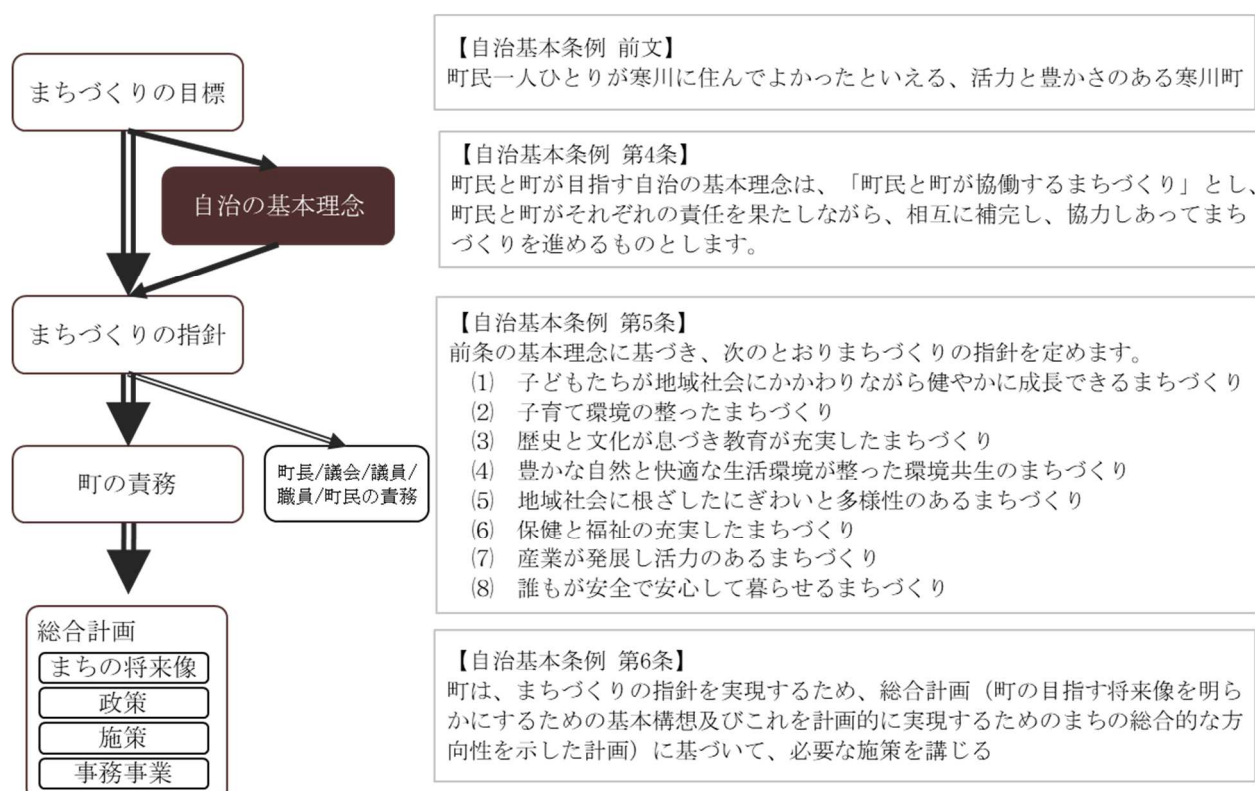 まちづくりの目標
自治の基本理念
まちづくりの指針
町の責務
町長/議会/議員/
職員/町民の責務
総合計画
まちの将来像
政策
施策
事務事業
【自治基本条例 前文】
町民一人ひとりが寒川に住んでよかったといえる、活力と豊かさのある寒川町
【自治基本条例 第4条】
町民と町が目指す自治の基本理念は、「町民と町が協働するまちづくり」とし、
町民と町がそれぞれの責任を果たしながら、相互に補完し、協力しあってまち
づくりを進めるものとします。
【自治基本条例 第5条】
前条の基本理念に基づき、次のとおりまちづくりの指針を定めます。
⑴ 子どもたちが地域社会にかかわりながら健やかに成長できるまちづくり
⑵ 子育て環境の整ったまちづくり
⑶ 歴史と文化が息づき教育が充実したまちづくり
⑷ 豊かな自然と快適な生活環境が整った環境共生のまちづくり
⑸ 地域社会に根ざしたにぎわいと多様性のあるまちづくり
⑹ 保健と福祉の充実したまちづくり
⑺ 産業が発展し活力のあるまちづくり
⑻ 誰もが安全で安心して暮らせるまちづくり
【自治基本条例 第6条】
町は、まちづくりの指針を実現するため、総合計画（町の目指す将来像を明ら
かにするための基本構想及びこれを計画的に実現するためのまちの総合的な方
向性を示した計画）に基づいて、必要な施策を講じる